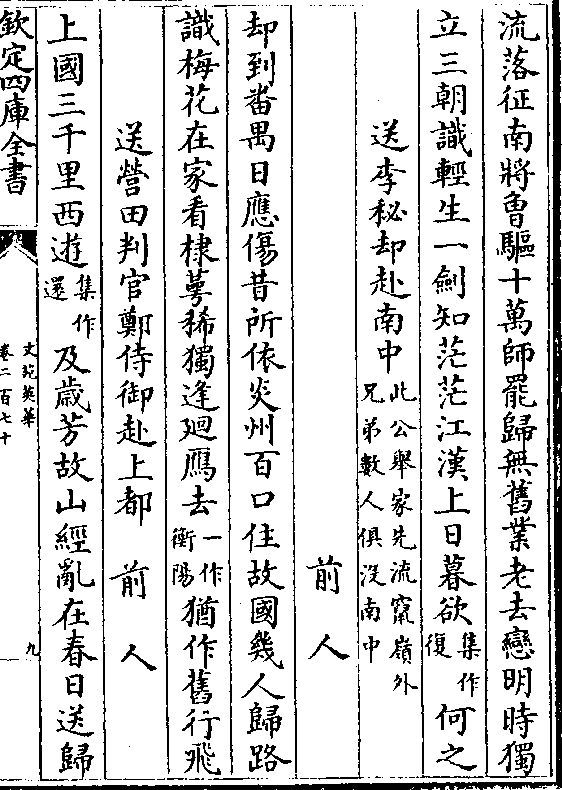 流落征南將曽驅十萬師罷歸無舊業老去戀明時獨
立三朝識輕生一劍知茫茫江漢上日暮欲集作復何之
送李秘却赴南中此公舉家先流竄嶺外兄弟數人俱沒南中
前人
却到番禺日應傷昔所依炎州百口住故國幾人歸路
識梅花在家看棣萼稀獨逢廻鴈去一作衡陽猶作舊行飛
送營田判官鄭侍御赴上都 前人
上國三千里西遊集作還及歳芳故山經亂在春日送歸
欽定四庫全書
文苑英華
卷二百七十
九